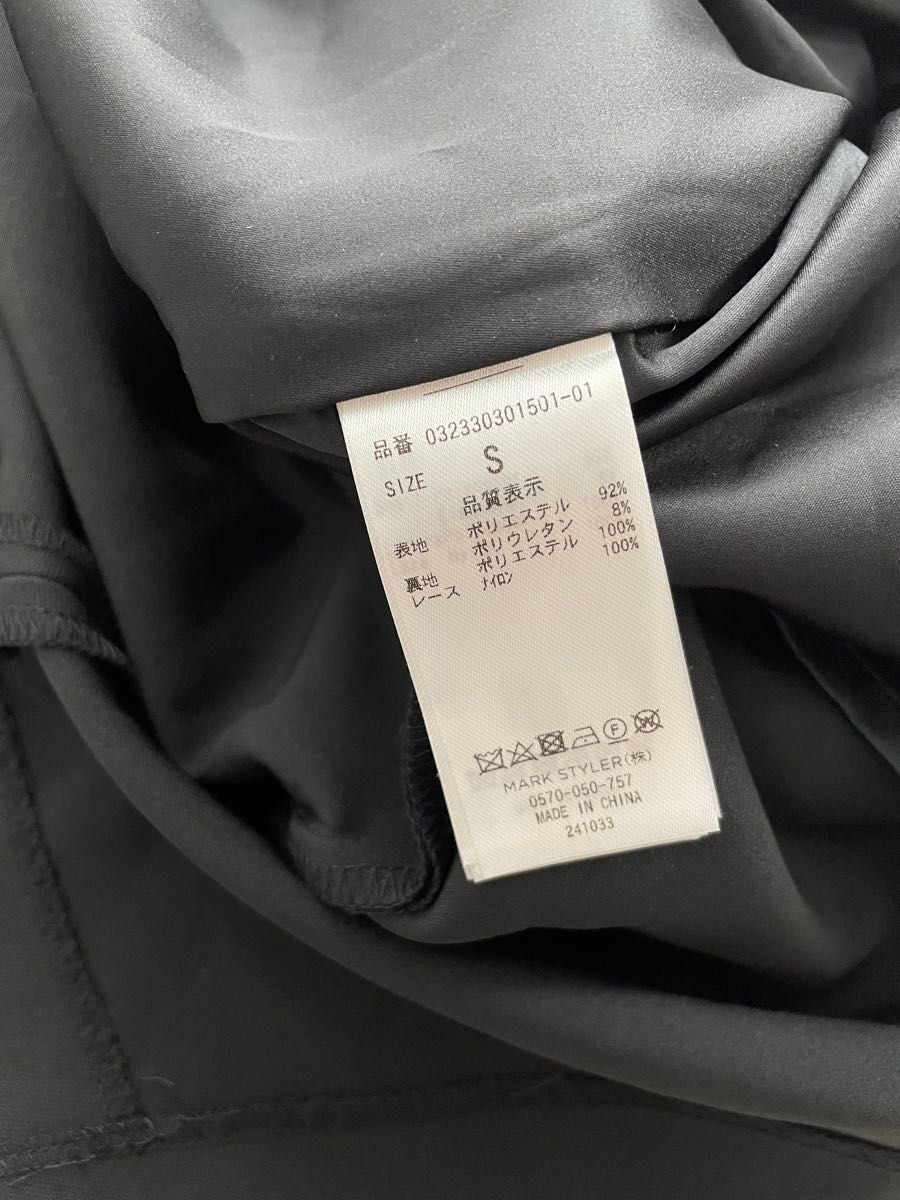 品番 032330301501-01
SIZE S
品質表示
表地 ポリエステル 92%
ポリウレタン 8%
裏地 ポリエステル 100%
レース ナイロン 100%
MARK STYLER(株)
0570-050-757
MADE IN CHINA
241033